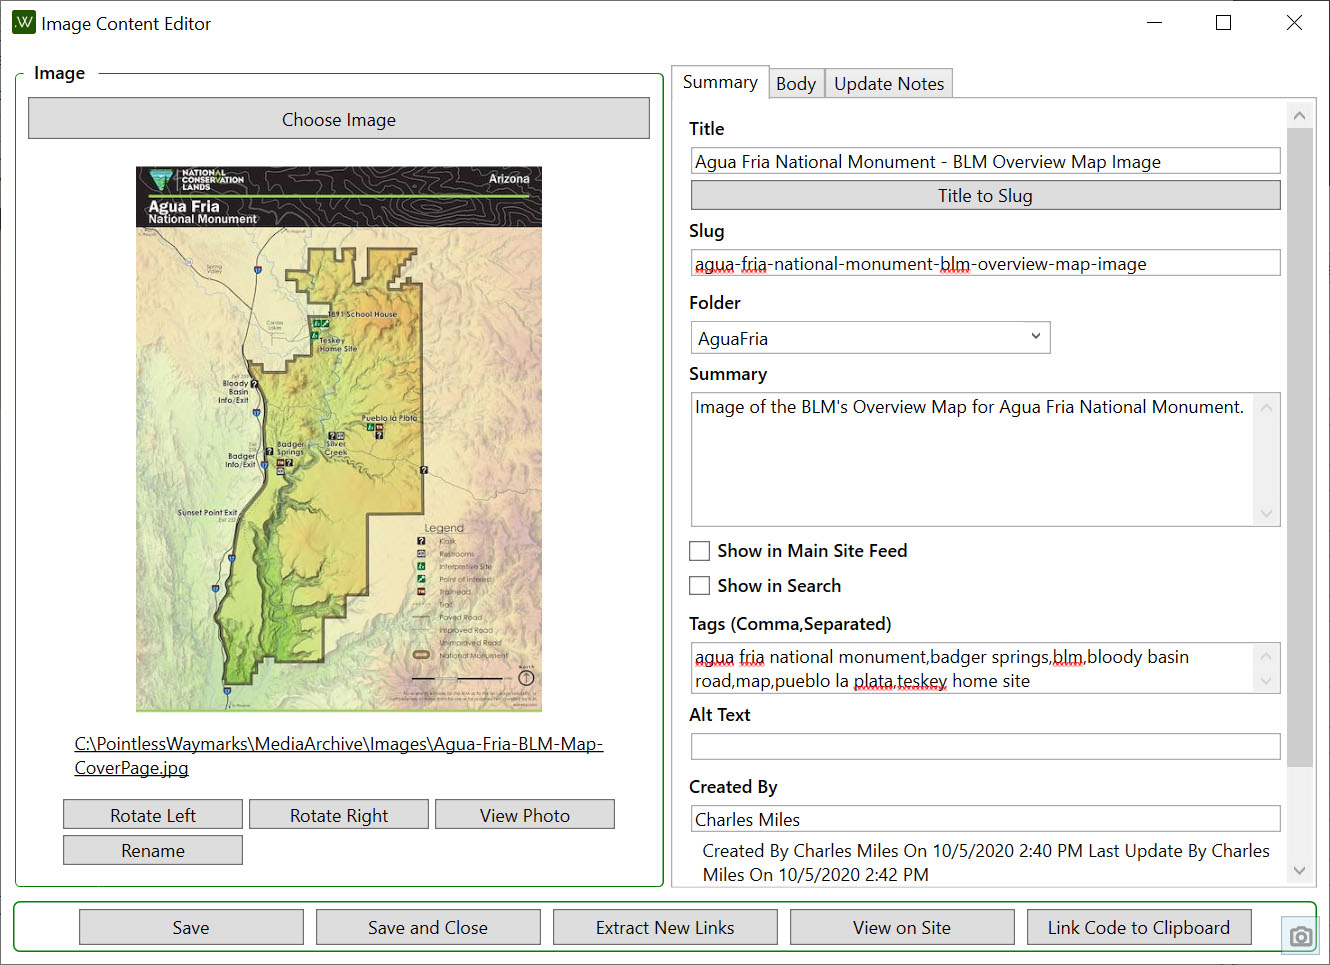 Image Content Editor
Image
Choose Image
NATIONAL
CONSERVATION
LANDS
Arizona
Agua Fria
National Monument
Spring
Valley
1891 School House
Cordes
Lakes
Teskey
Home Site
Bloody
Basin
Info/Exit
Pueblo la Plata
Badger
Springs
Silver
Creek
Badger
Info/Exit
Sunset Point Exit
Legend
Kiosk
Restrooms
Interpretive Site
Point of Interest
Trailhead
Trail
Paved Road
Improved Road
Unimproved Road
National Monument
North
C:\PointlessWaymarks\MediaArchive\Images\Agua-Fria-BLM-Map-
CoverPage.jpg
Rotate Left
Rotate Right
View Photo
Rename
Summary
Body
Update Notes
Title
Agua Fria National Monument - BLM Overview Map Image
Title to Slug
Slug
agua-fria-national-monument-blm-overview-map-image
Folder
AguaFria
Summary
Image of the BLM's Overview Map for Agua Fria National Monument.
Show in Main Site Feed
Show in Search
Tags (Comma,Separated)
agua fria national monument,badger springs,blm,bloody basin
road,map,pueblo la plata,teskey home site
Alt Text
Created By
Charles Miles
Created By Charles Miles On 10/5/2020 2:40 PM Last Update By Charles
Miles On 10/5/2020 2:42 PM
Save
Save and Close
Extract New Links
View on Site
Link Code to Clipboard